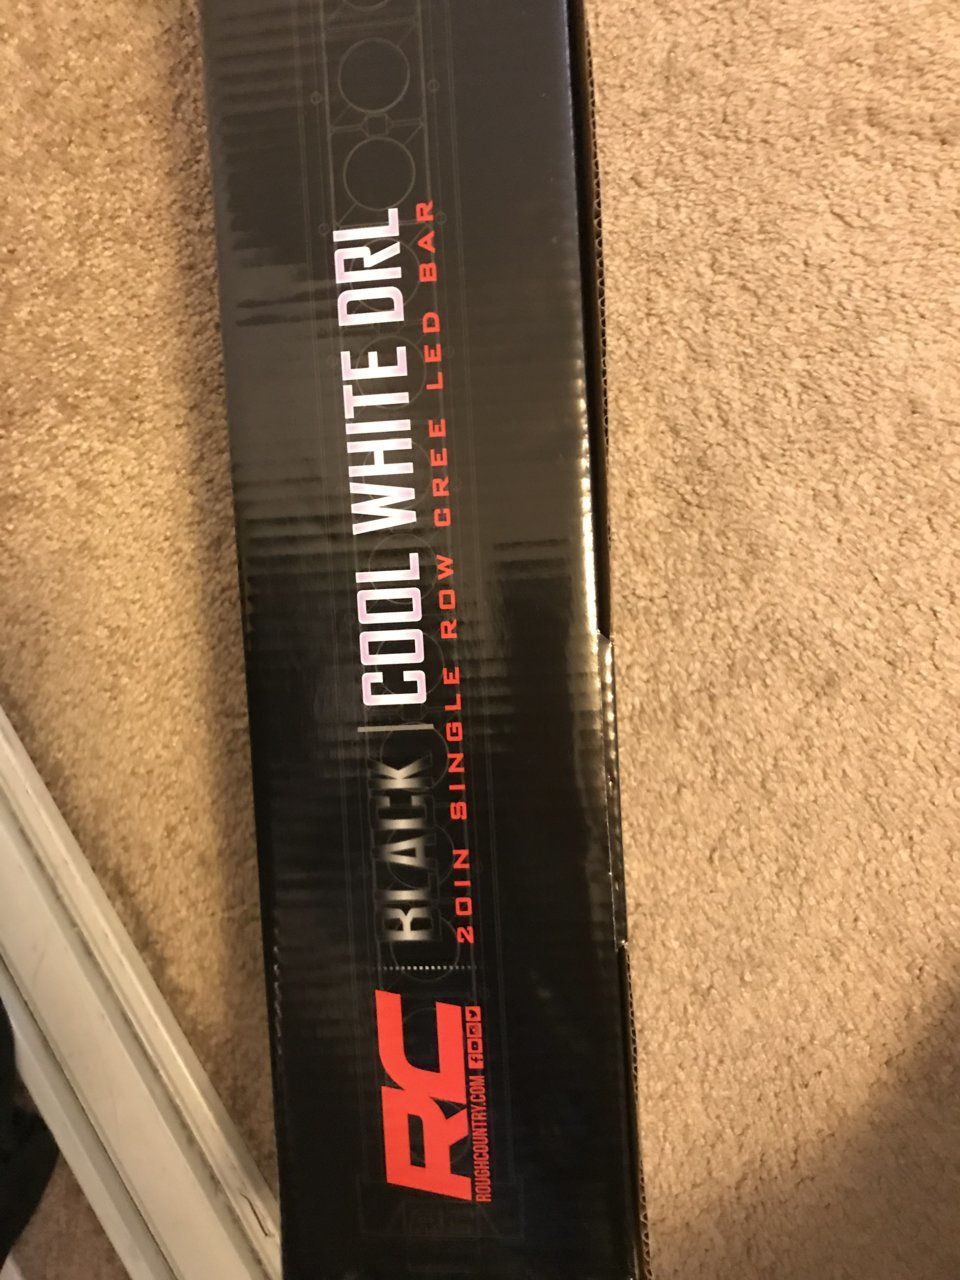 RC
ROUGHCOUNTRY.COM
BLACK | COOL WHITE DRL
20IN SINGLE ROW CREE LED BAR